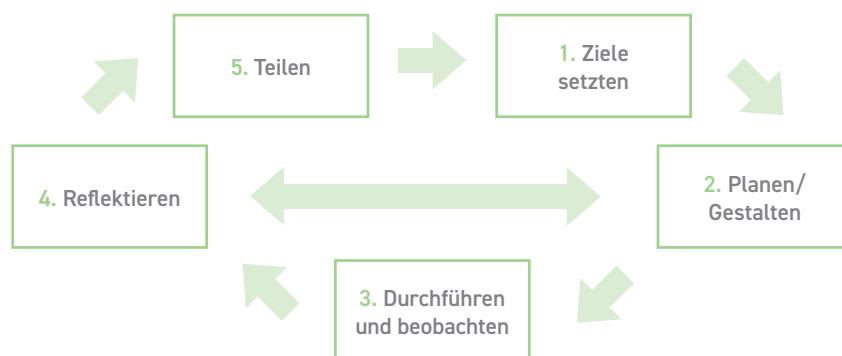 1. Ziele
setzten
2. Planen/
Gestalten
3. Durchführen
und beobachten
4. Reflektieren
5. Teilen